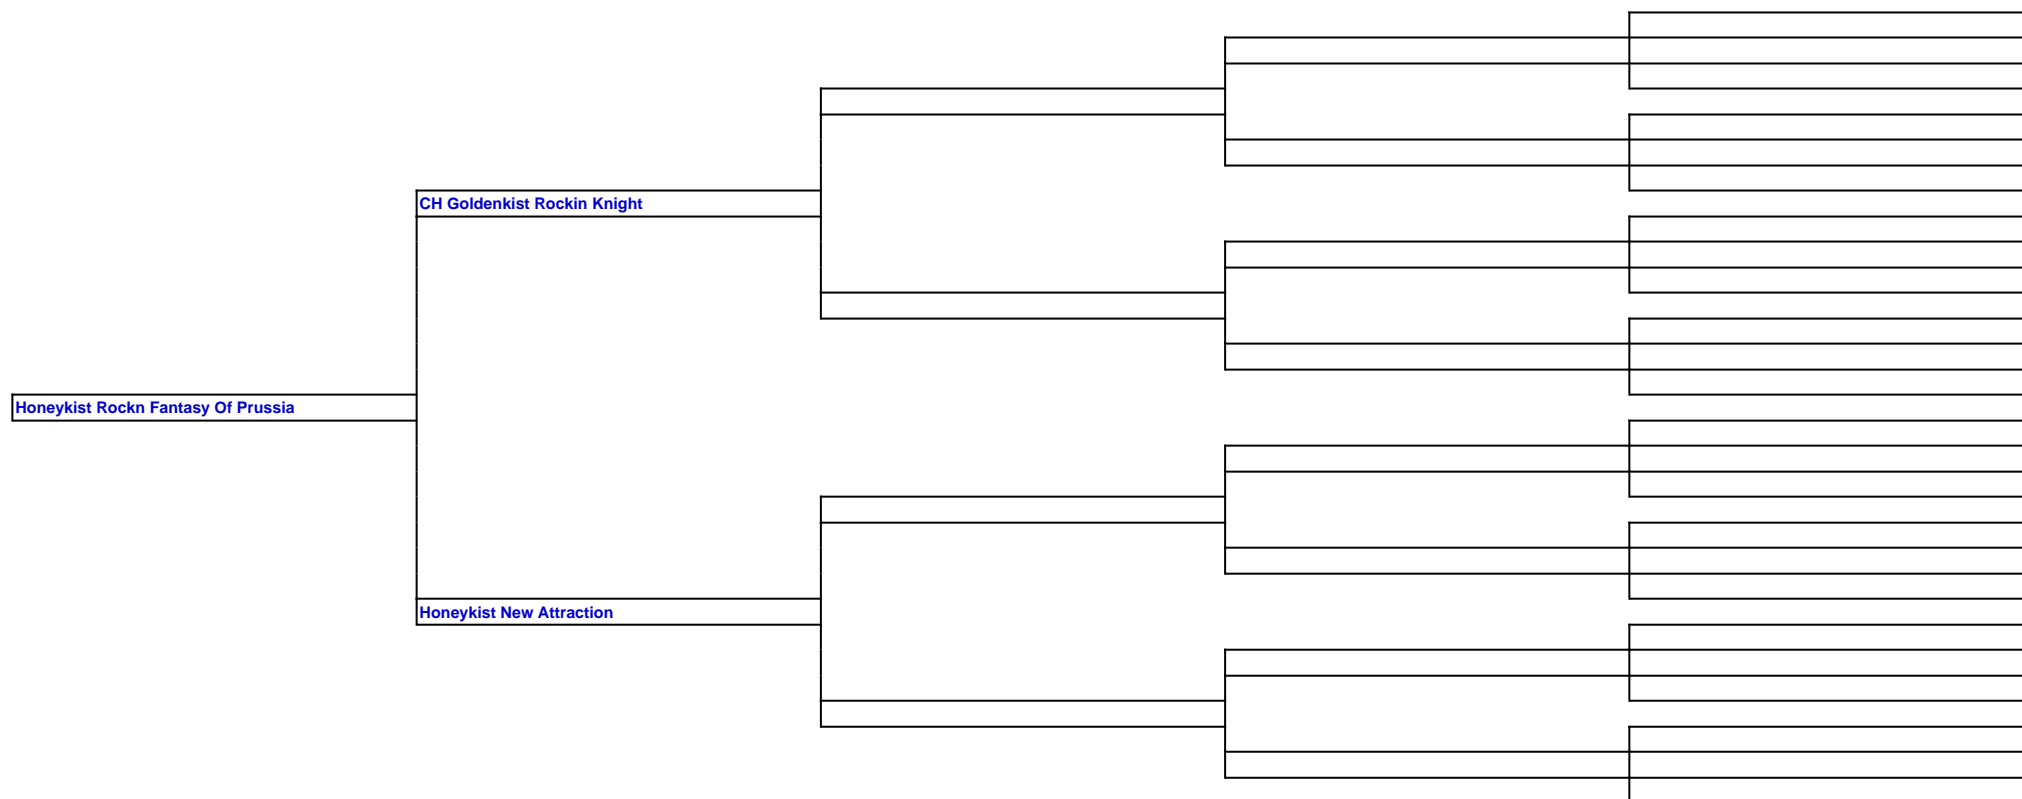 CH Goldenkist Rockin Knight
Honeykist Rockn Fantasy Of Prussia
Honeykist New Attraction